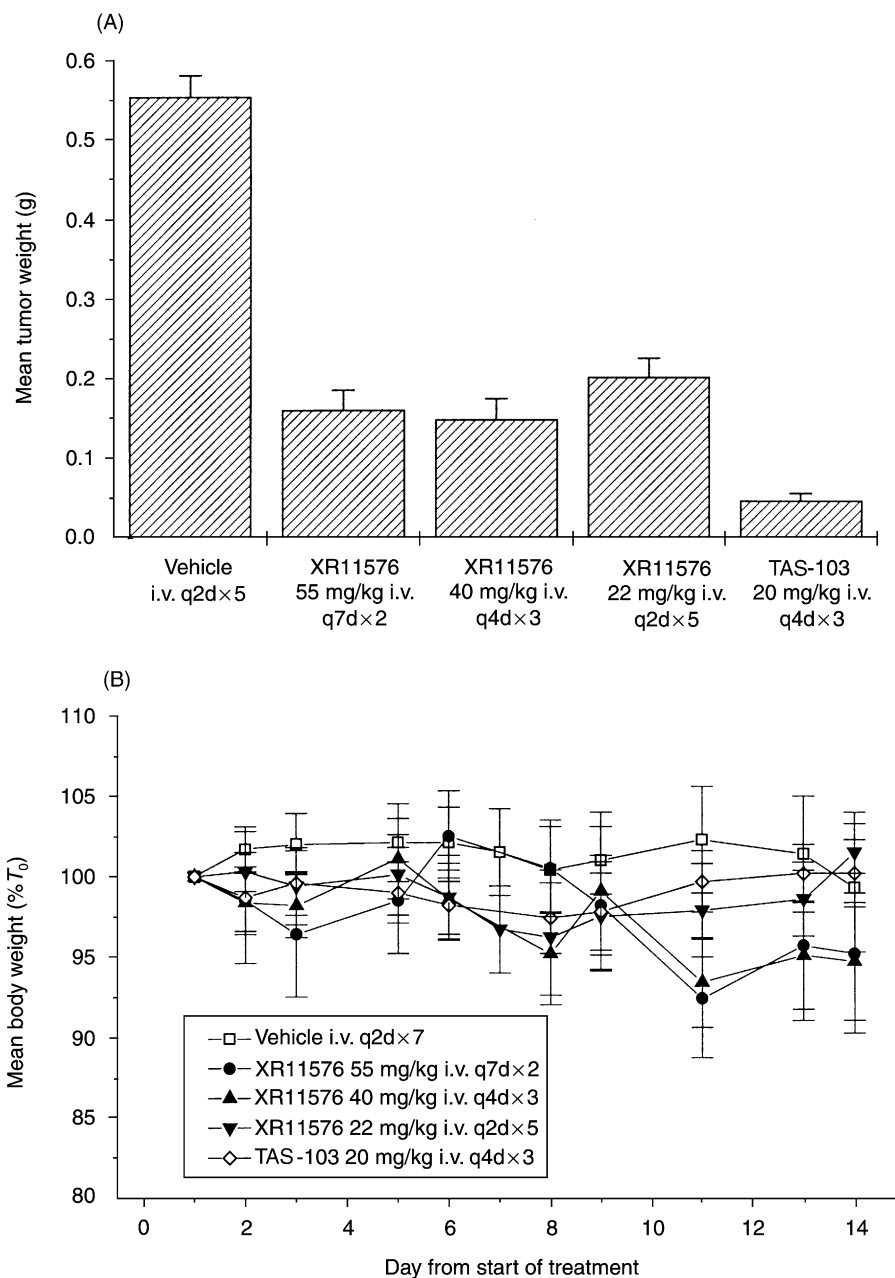 (A)
0.6
0.5
0.4
0.3
0.2
0.1
0.0
Mean tumor weight (g)
Vehicle
i.v. q2d×5
XR11576
55 mg/kg i.v.
q7d×2
XR11576
40 mg/kg i.v.
q4d×3
XR11576
22 mg/kg i.v.
q2d×5
TAS-103
20 mg/kg i.v.
q4d×3
(B)
110
105
100
95
90
85
80
Mean body weight (%T₀)
Vehicle i.v. q2d×7
XR11576 55 mg/kg i.v. q7d×2
XR11576 40 mg/kg i.v. q4d×3
XR11576 22 mg/kg i.v. q2d×5
TAS-103 20 mg/kg i.v. q4d×3
0 2 4 6 8 10 12 14
Day from start of treatment